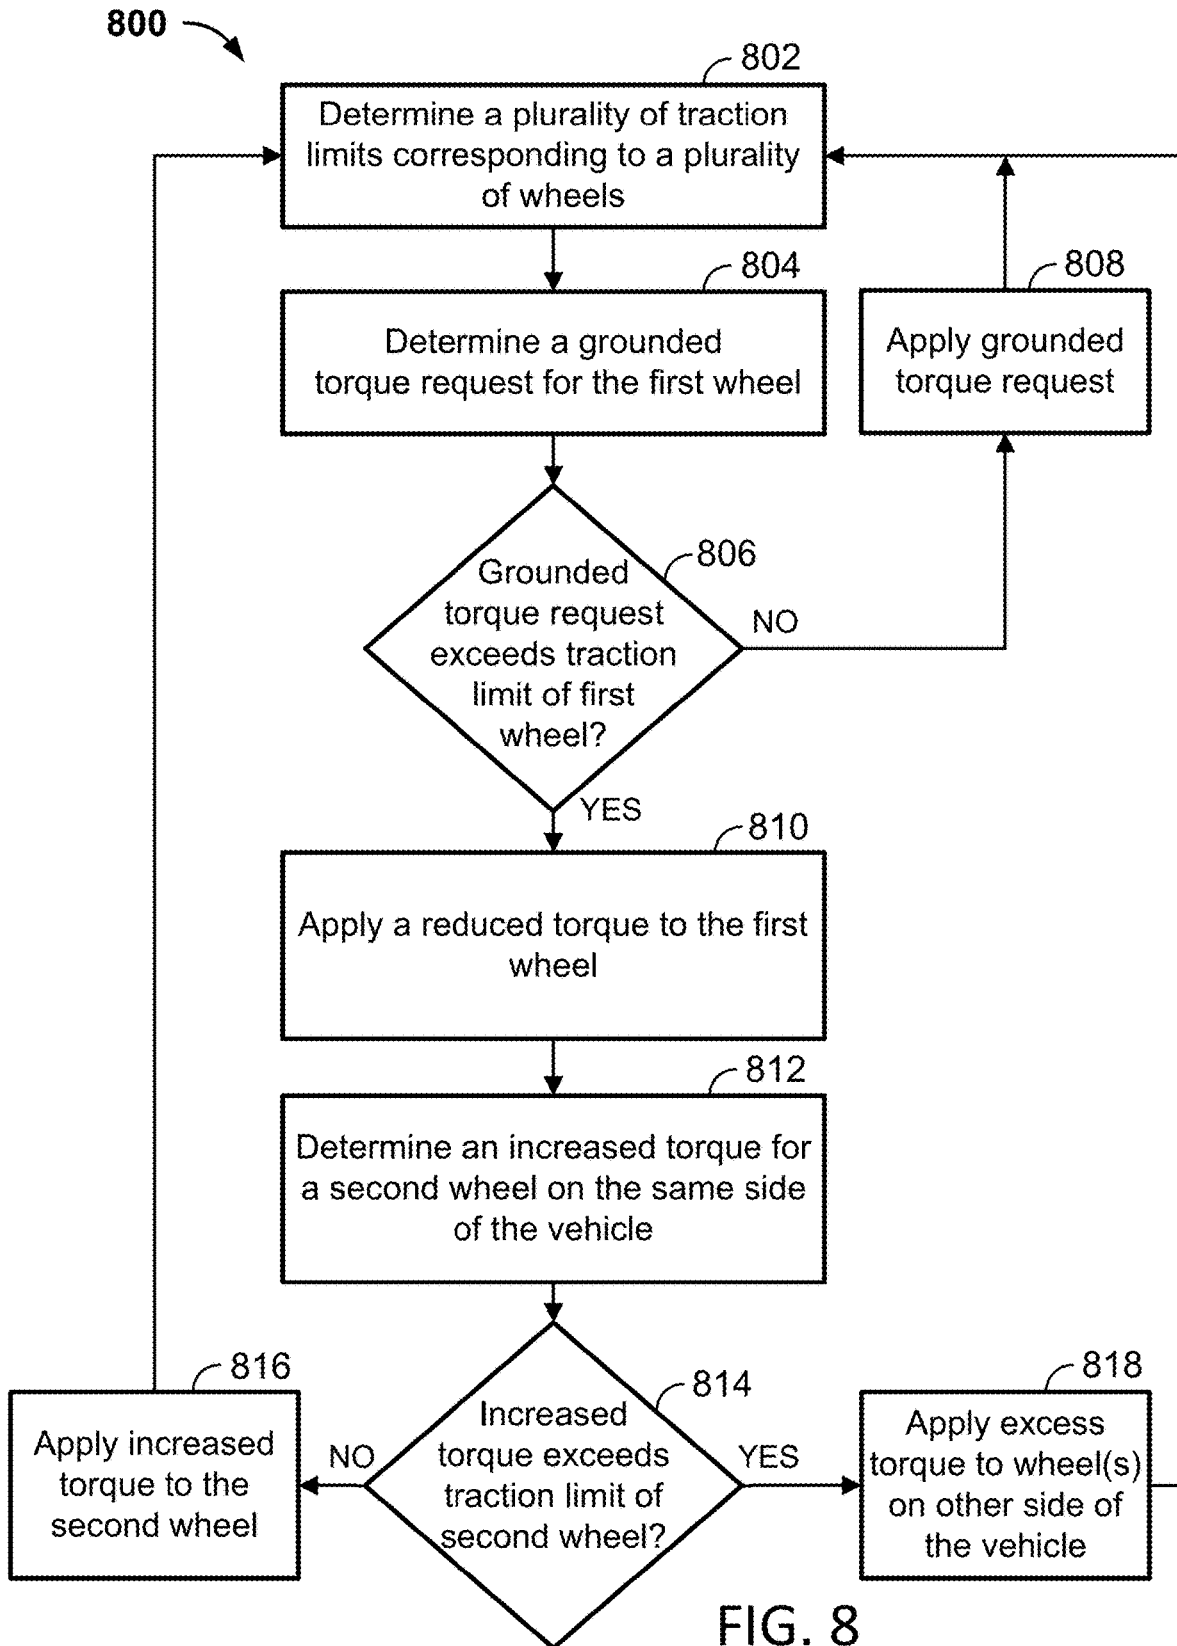 800
802
Determine a plurality of traction
limits corresponding to a plurality
of wheels
804
Determine a grounded
torque request for the first wheel
808
Apply grounded
torque request
806
Grounded
torque request
exceeds traction
limit of first
wheel?
NO
YES
810
Apply a reduced torque to the first
wheel
812
Determine an increased torque for
a second wheel on the same side
of the vehicle
814
Increased
torque exceeds
traction limit of
second wheel?
NO
YES
816
Apply increased
torque to the
second wheel
818
Apply excess
torque to wheel(s)
on other side of
the vehicle
FIG. 8